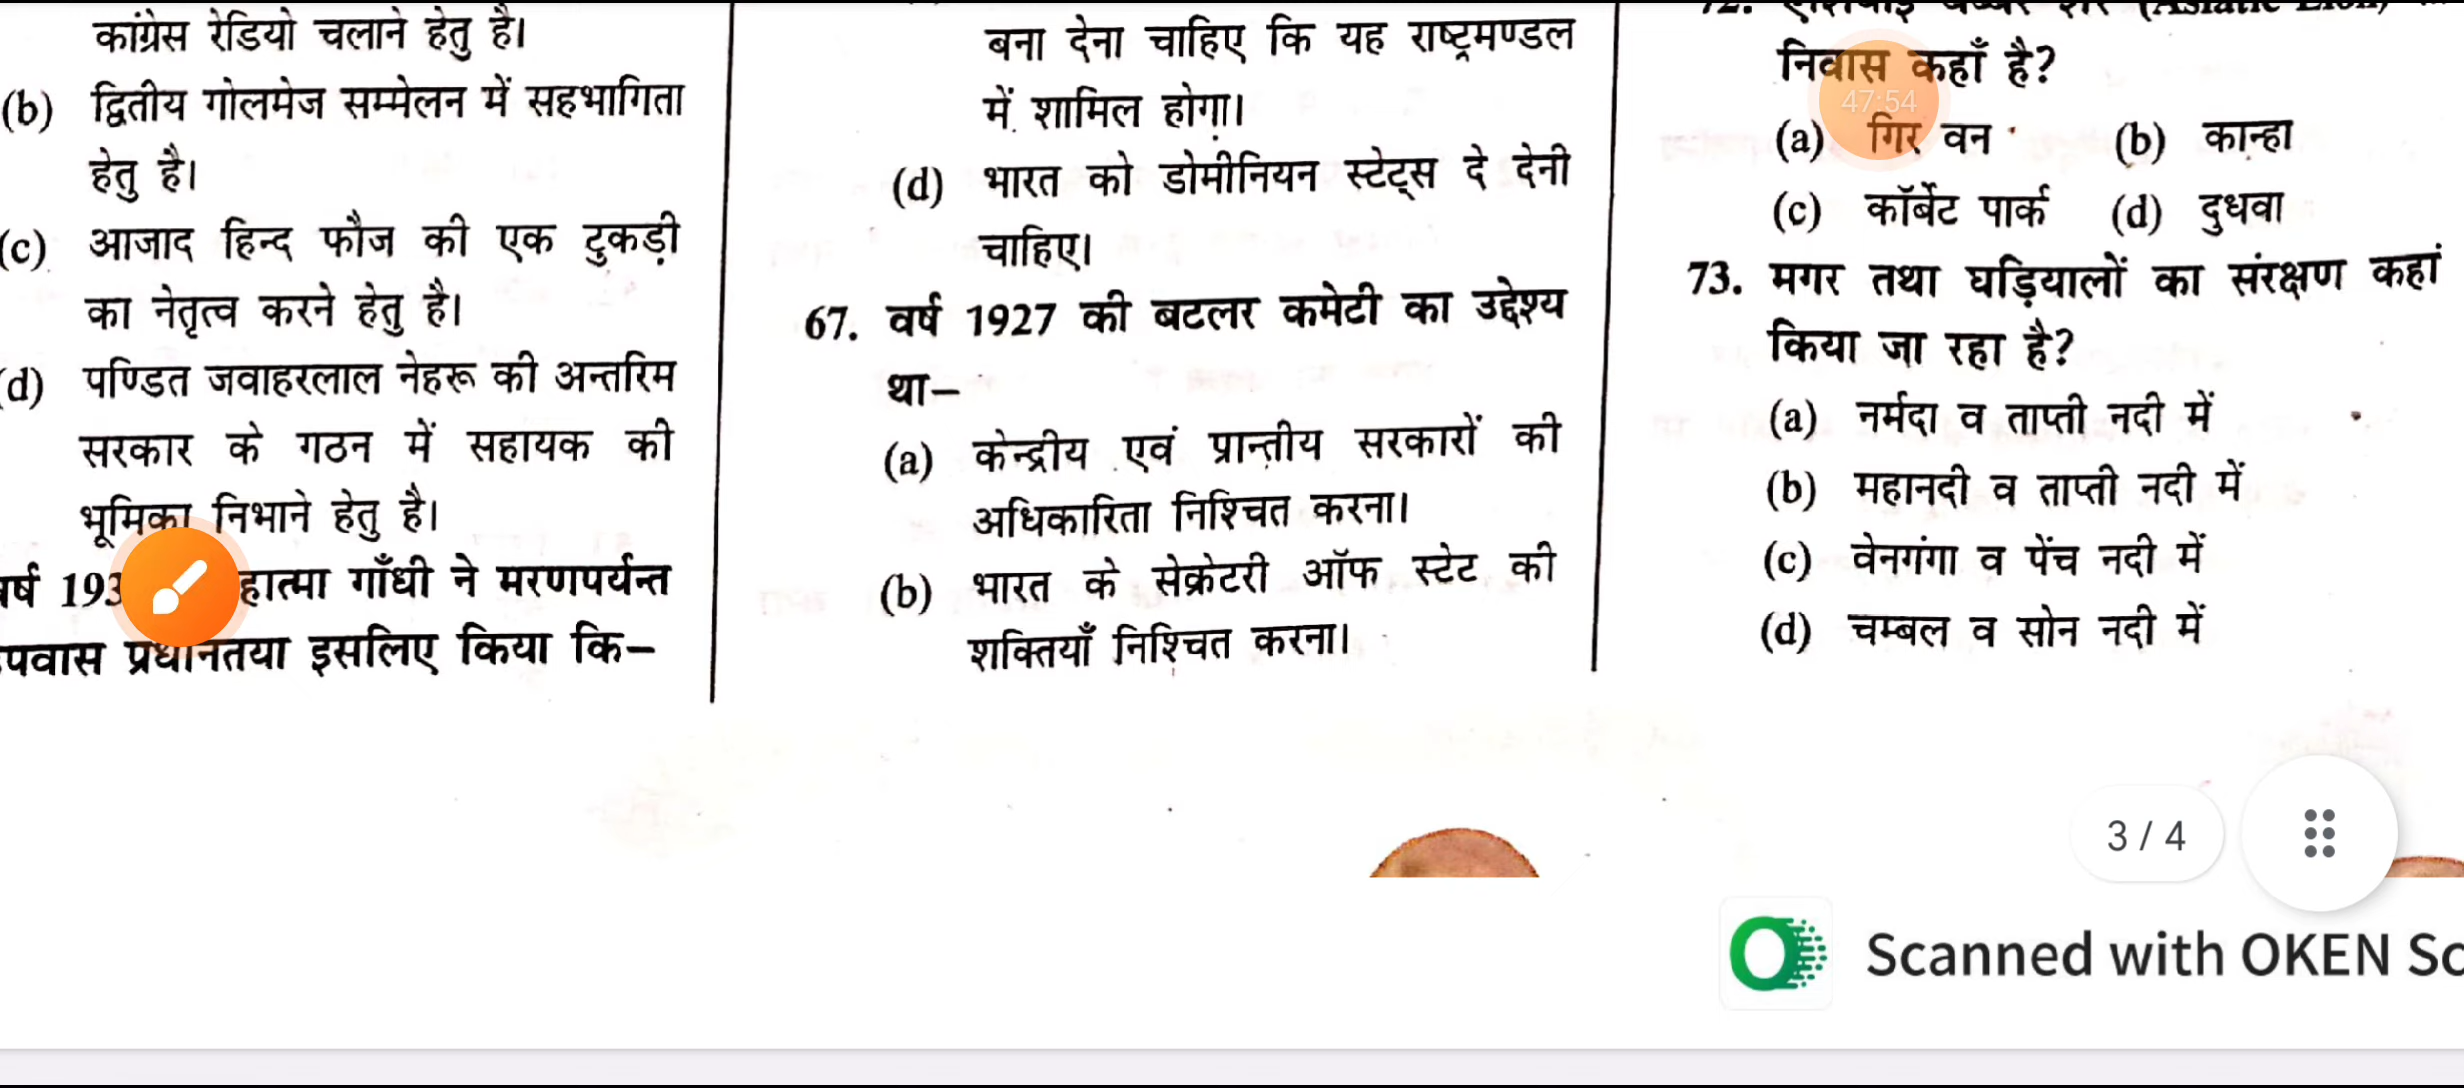 कांग्रेस रेडियो चलाने हेतु है।
(b) द्वितीय गोलमेज सम्मेलन में सहभागिता
हेतु है।
(c) आजाद हिन्द फौज की एक टुकड़ी
का नेतृत्व करने हेतु है।
(d) पण्डित जवाहरलाल नेहरू की अन्तरिम
सरकार के गठन में सहायक की
भूमिका निभाने हेतु है।
193 गाँधी ने मरणपर्यन्त
प्रधानतया इसलिए किया कि–
बना देना चाहिए कि यह राष्ट्रमण्डल
में शामिल होगा।
(d) भारत को डोमीनियन स्टेट्स दे देनी
चाहिए।
67. वर्ष 1927 की बटलर कमेटी का उद्देश्य
था–
(a) केन्द्रीय एवं प्रान्तीय सरकारों की
अधिकारिता निश्चित करना।
(b) भारत के सेक्रेटरी ऑफ स्टेट की
शक्तियाँ निश्चित करना।
निवास कहाँ है?
47:54
(a) गिर वन (b) कान्हा
(c) कॉर्बेट पार्क (d) दुधवा
73. मगर तथा घड़ियालों का संरक्षण कहां
किया जा रहा है?
(a) नर्मदा व ताप्ती नदी में
(b) महानदी व ताप्ती नदी में
(c) वेनगंगा व पेंच नदी में
(d) चम्बल व सोन नदी में
3 / 4
Scanned with OKEN Sc